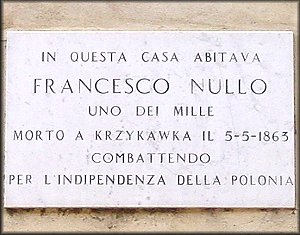 IN QUESTA CASA ABITAVA
FRANCESCO NULLO
UNO DEI MILLE
MORTO A KRZYKAWKA IL 5-5-1863
COMBATTENDO
PER L'INDIPENDENZA DELLA POLONIA